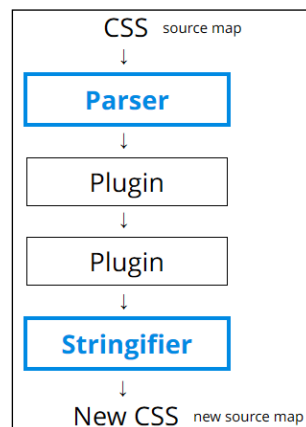 CSS source map
↓
Parser
↓
Plugin
↓
Plugin
↓
Stringifier
↓
New CSS new source map